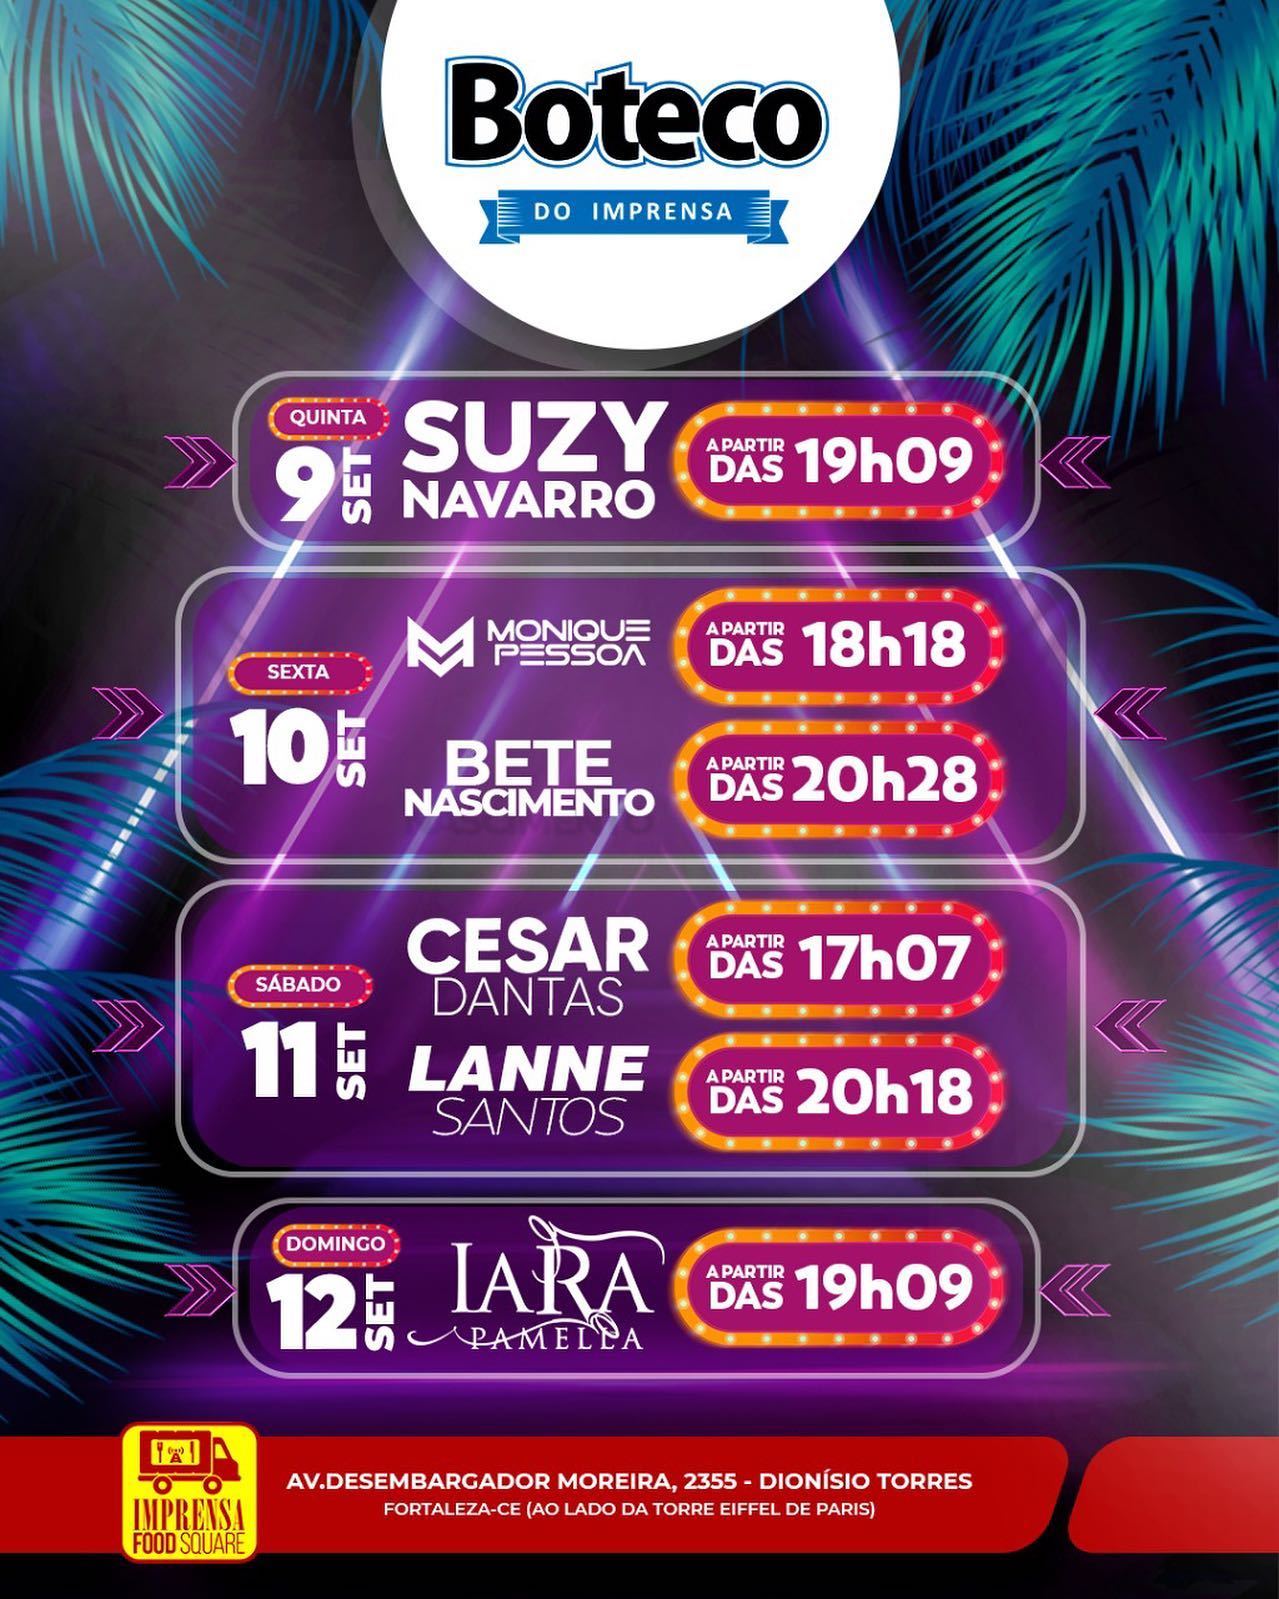 Boteco
DO IMPRENSA
QUINTA
9 SET
SUZY
NAVARRO
A PARTIR
DAS 19h09
SEXTA
10 SET
MONIQUE
PESSOA
A PARTIR
DAS 18h18
BETE
NASCIMENTO
A PARTIR
DAS 20h28
SÁBADO
11 SET
CESAR
DANTAS
A PARTIR
DAS 17h07
LANNE
SANTOS
A PARTIR
DAS 20h18
DOMINGO
12 SET
IARA
PAMELLA
A PARTIR
DAS 19h09
IMPRENSA
FOOD SQUARE
AV.DESEMBARGADOR MOREIRA, 2355 - DIONÍSIO TORRES
FORTALEZA-CE (AO LADO DA TORRE EIFFEL DE PARIS)